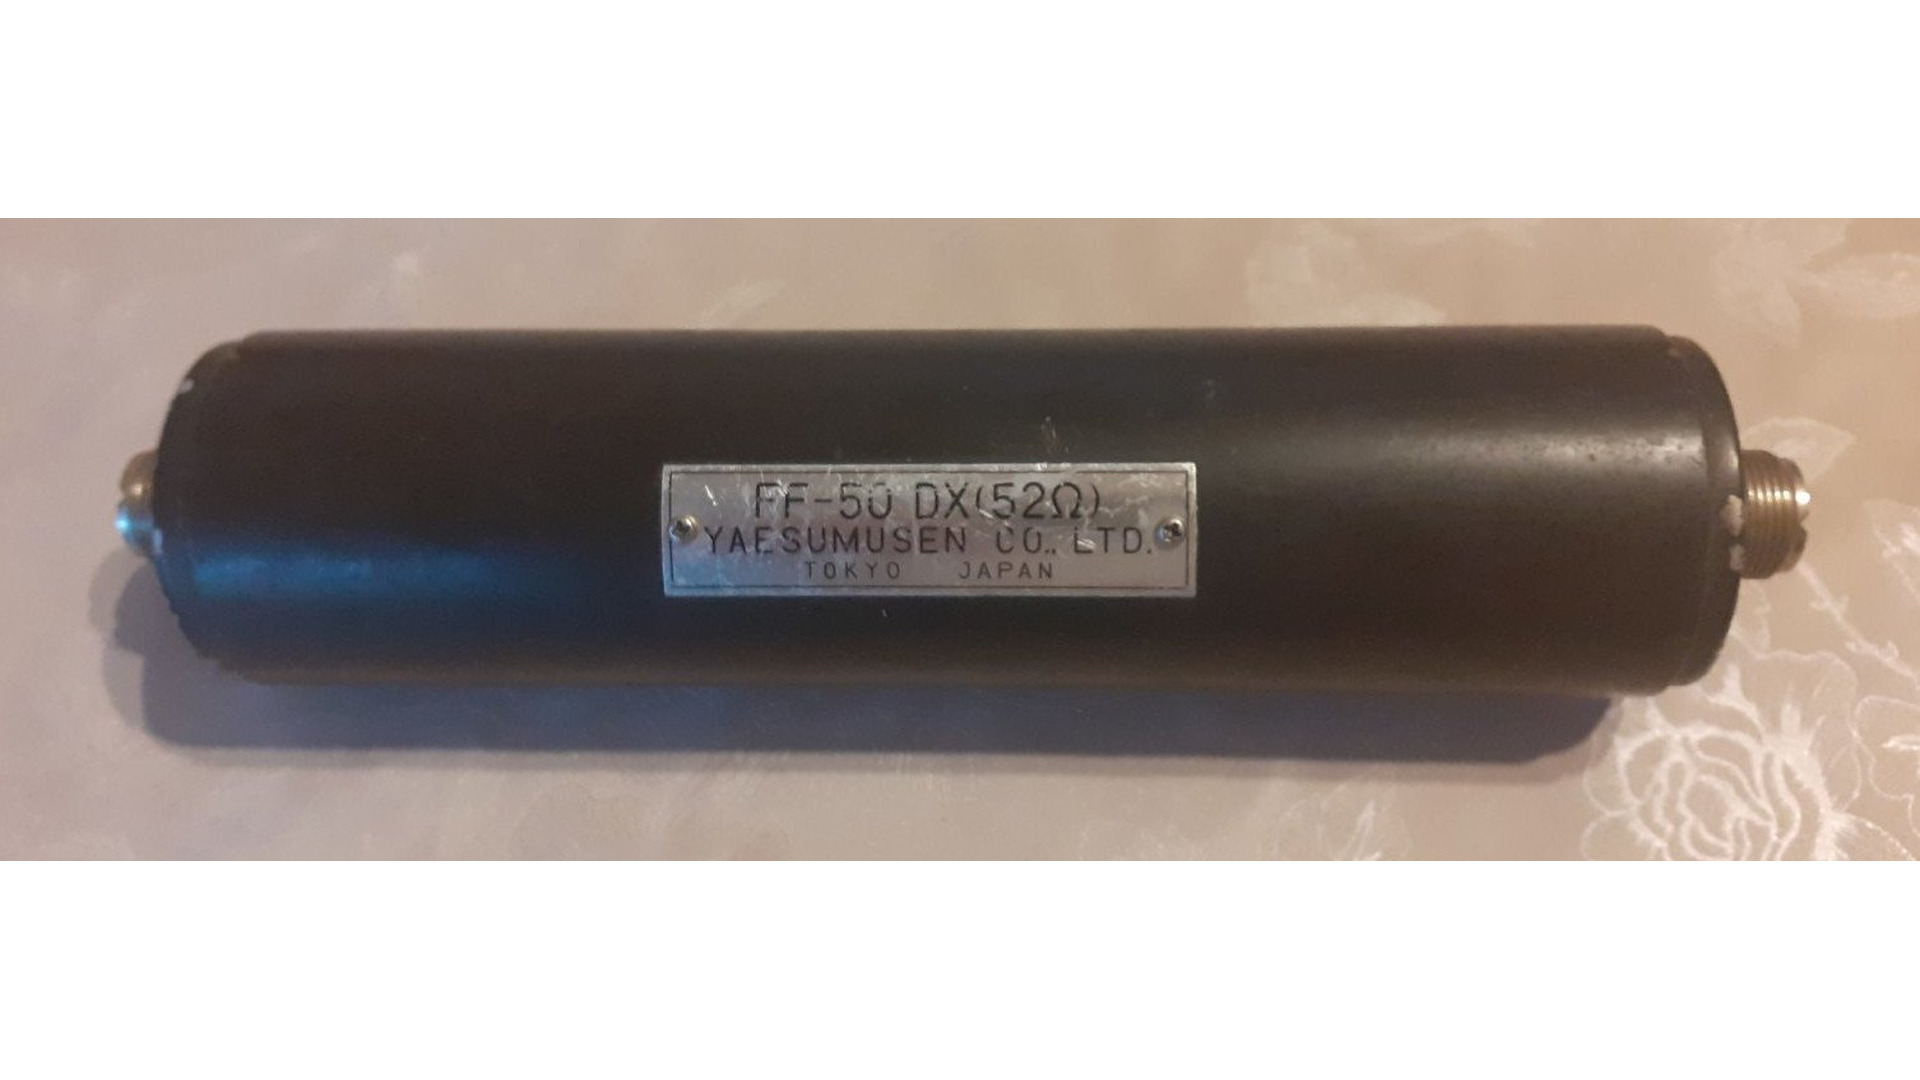 FF-50 DX(52Ω)
YAESUMUSEN CO., LTD.
TOKYO JAPAN